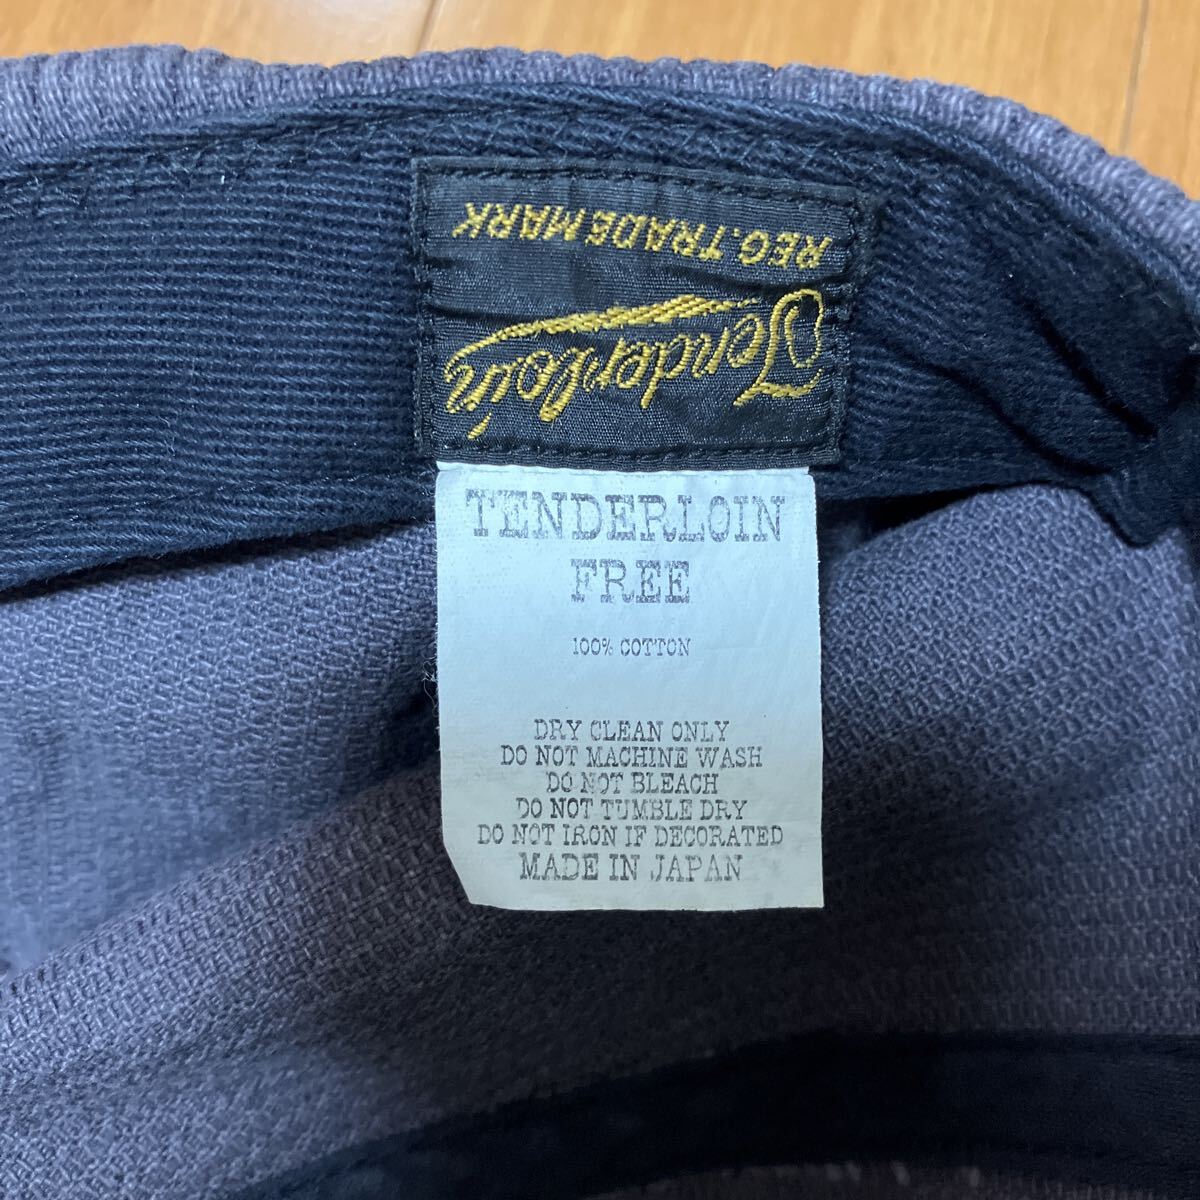 REG. TRADE MARK
Tenderloin
TENDERLOIN
FREE
100% COTTON
DRY CLEAN ONLY
DO NOT MACHINE WASH
DO NOT BLEACH
DO NOT TUMBLE DRY
DO NOT IRON IF DECORATED
MADE IN JAPAN